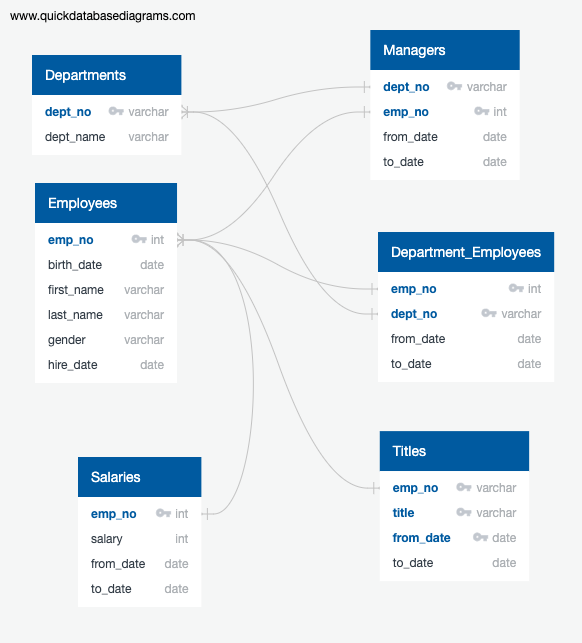 www.quickdatabasediagrams.com
Departments
dept_no varchar
dept_name varchar
Managers
dept_no varchar
emp_no int
from_date date
to_date date
Employees
emp_no int
birth_date date
first_name varchar
last_name varchar
gender varchar
hire_date date
Department_Employees
emp_no int
dept_no varchar
from_date date
to_date date
Salaries
emp_no int
salary int
from_date date
to_date date
Titles
emp_no varchar
title varchar
from_date date
to_date date